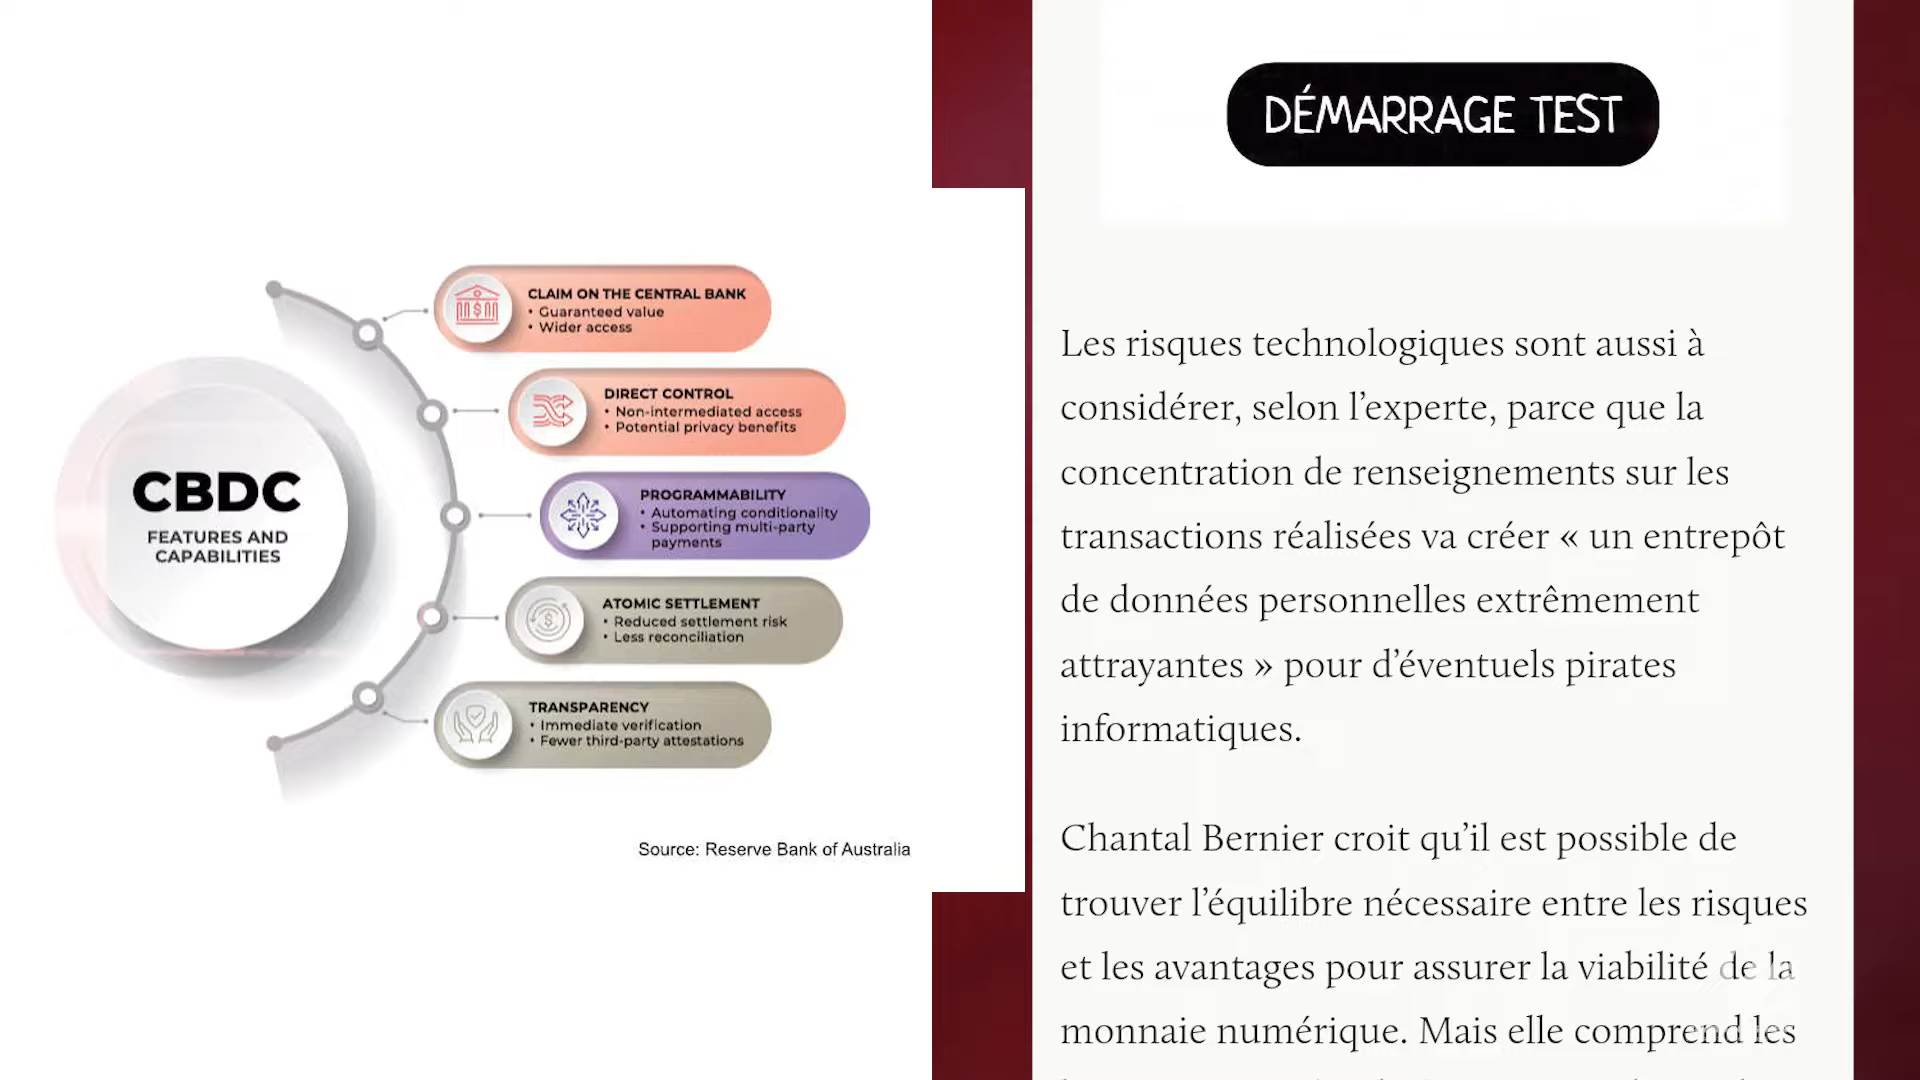 CBDC
FEATURES AND
CAPABILITIES
CLAIM ON THE CENTRAL BANK
• Guaranteed value
• Wider access
DIRECT CONTROL
• Non-intermediated access
• Potential privacy benefits
PROGRAMMABILITY
• Automating conditionality
• Supporting multi-party
payments
ATOMIC SETTLEMENT
• Reduced settlement risk
• Less reconciliation
TRANSPARENCY
• Immediate verification
• Fewer third-party attestations
Source: Reserve Bank of Australia
DÉMARRAGE TEST
Les risques technologiques sont aussi à
considérer, selon l’experte, parce que la
concentration de renseignements sur les
transactions réalisées va créer « un entrepôt
de données personnelles extrêmement
attrayantes » pour d’éventuels pirates
informatiques.
Chantal Bernier croit qu’il est possible de
trouver l’équilibre nécessaire entre les risques
et les avantages pour assurer la viabilité de la
monnaie numérique. Mais elle comprend les